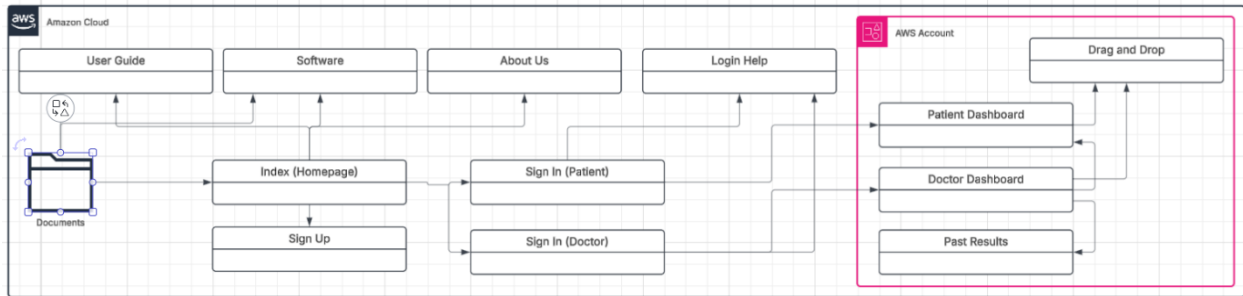 aws
Amazon Cloud
AWS Account
User Guide
Software
About Us
Login Help
Drag and Drop
Patient Dashboard
Index (Homepage)
Sign In (Patient)
Doctor Dashboard
Documents
Sign Up
Sign In (Doctor)
Past Results